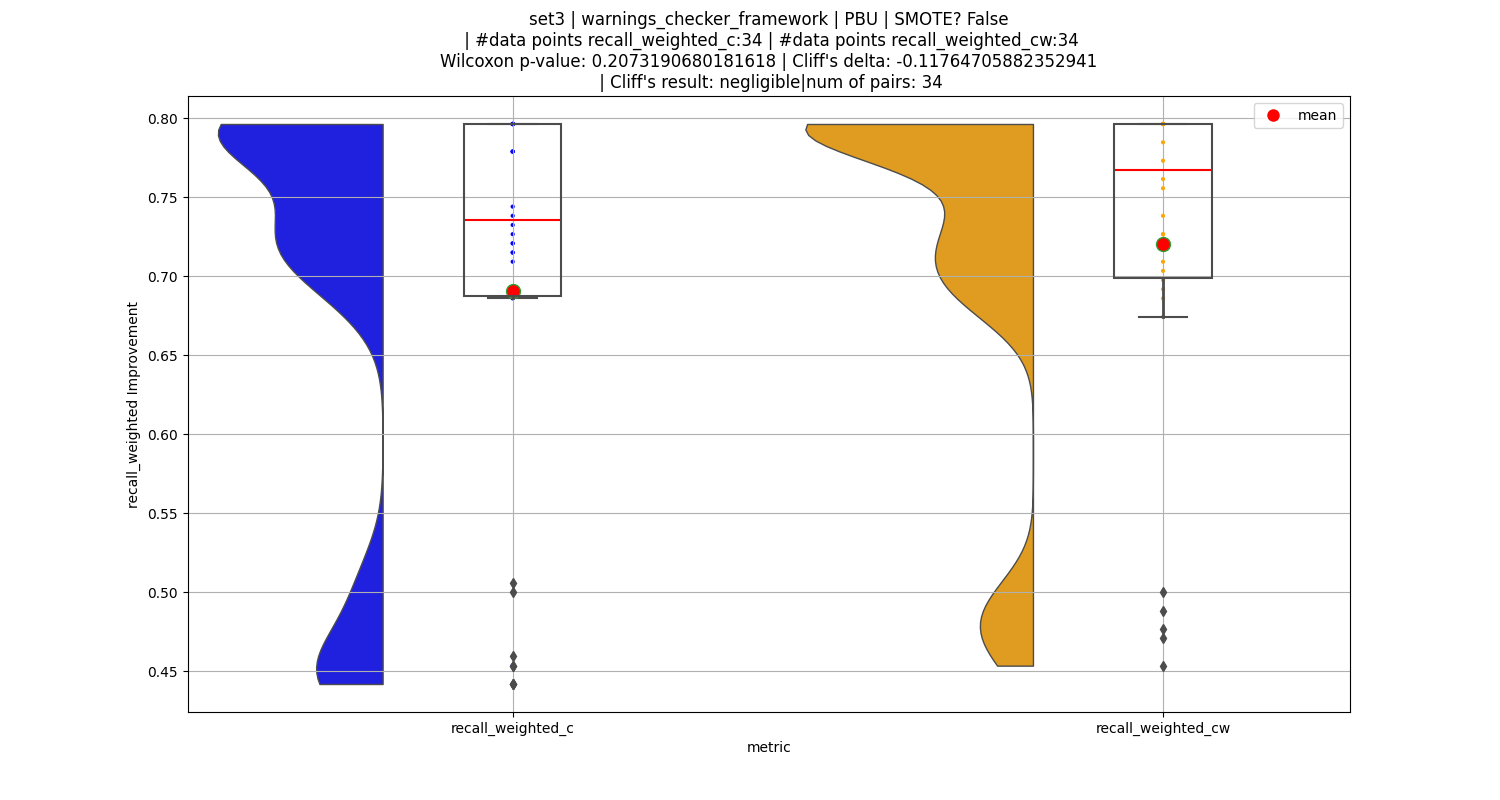 set3 | warnings_checker_framework | PBU | SMOTE? False
| #data points recall_weighted_c:34 | #data points recall_weighted_cw:34
Wilcoxon p-value: 0.2073190680181618 | Cliff's delta: -0.11764705882352941
| Cliff's result: negligible|num of pairs: 34
mean
0.80
0.75
0.70
0.65
0.60
0.55
0.50
0.45
recall_weighted Improvement
recall_weighted_c
recall_weighted_cw
metric